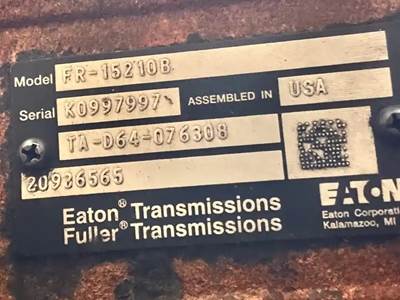 Model FR-15210B
Serial K0997997 ASSEMBLED IN USA
TA-D64-076308
20926565
Eaton® Transmissions
Fuller® Transmissions
EATON
Eaton Corporation
Kalamazoo, MI